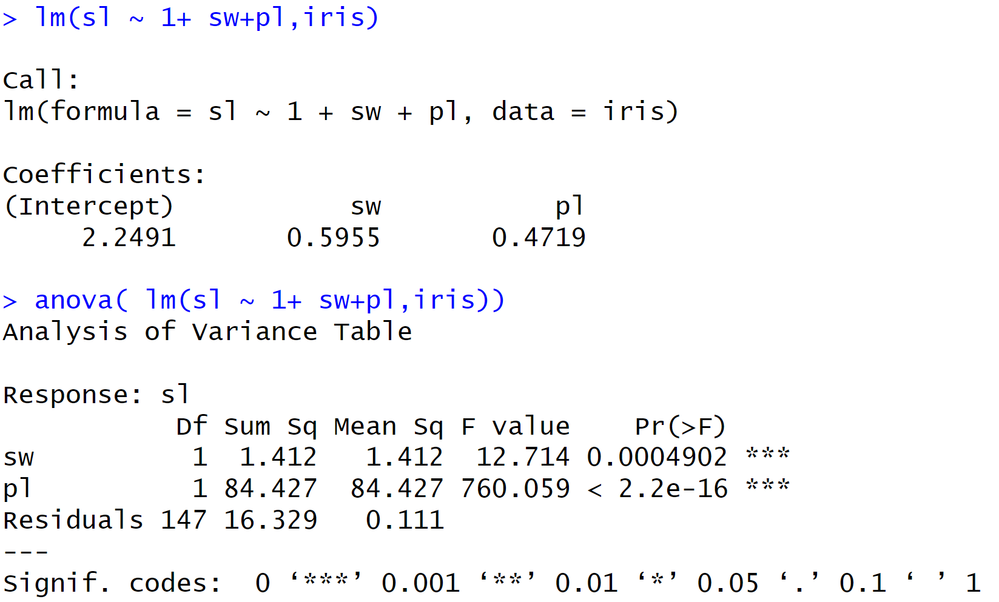 > lm(sl ~ 1+ sw+pl,iris)
Call:
lm(formula = sl ~ 1 + sw + pl, data = iris)
Coefficients:
(Intercept)           sw           pl
     2.2491       0.5955       0.4719
> anova( lm(sl ~ 1+ sw+pl,iris))
Analysis of Variance Table
Response: sl
           Df Sum Sq Mean Sq F value    Pr(>F)
sw          1  1.412   1.412  12.714 0.0004902 ***
pl          1 84.427  84.427 760.059 < 2.2e-16 ***
Residuals 147 16.329   0.111
---
Signif. codes:  0 ‘***’ 0.001 ‘**’ 0.01 ‘*’ 0.05 ‘.’ 0.1 ‘ ’ 1